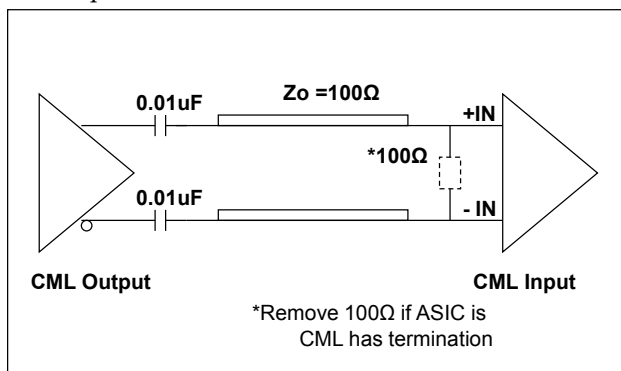 0.01uF
Zo =100Ω
+IN
*100Ω
0.01uF
- IN
CML Output
CML Input
*Remove 100Ω if ASIC is
CML has termination